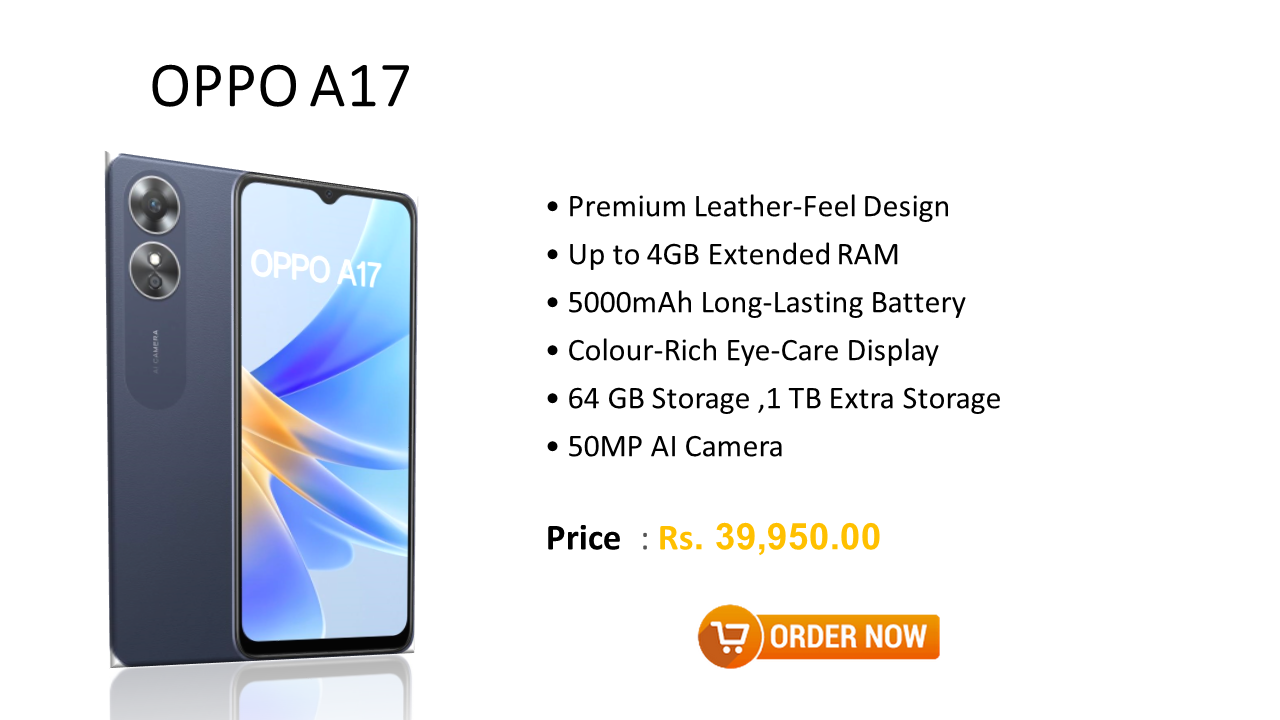 OPPO A17
OPPO A17
AI CAMERA
• Premium Leather-Feel Design
• Up to 4GB Extended RAM
• 5000mAh Long-Lasting Battery
• Colour-Rich Eye-Care Display
• 64 GB Storage ,1 TB Extra Storage
• 50MP AI Camera
Price : Rs. 39,950.00
ORDER NOW